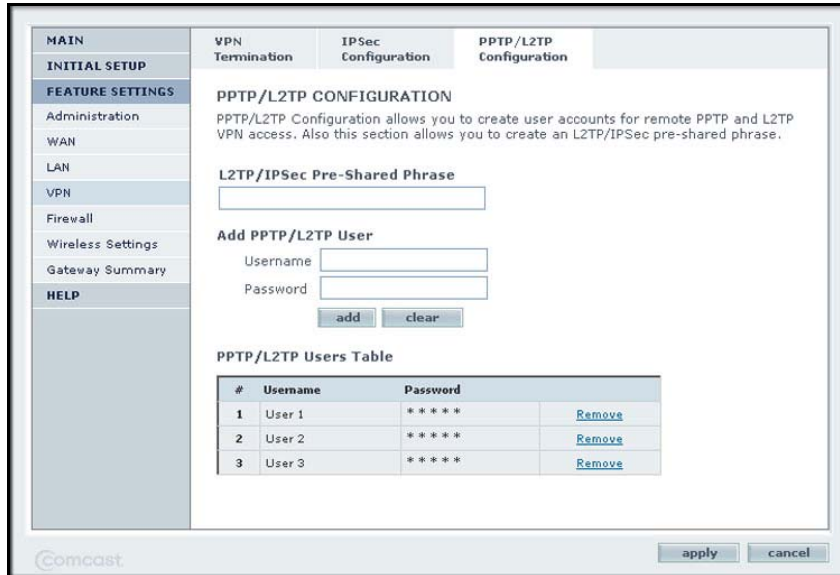 MAIN
INITIAL SETUP
FEATURE SETTINGS
Administration
WAN
LAN
VPN
Firewall
Wireless Settings
Gateway Summary
HELP
VPN Termination
IPSec Configuration
PPTP/L2TP Configuration
PPTP/L2TP CONFIGURATION
PPTP/L2TP Configuration allows you to create user accounts for remote PPTP and L2TP
VPN access. Also this section allows you to create an L2TP/IPSec pre-shared phrase.
L2TP/IPSec Pre-Shared Phrase
Add PPTP/L2TP User
Username
Password
add clear
PPTP/L2TP Users Table
# Username Password
1 User 1 * * * * * Remove
2 User 2 * * * * * Remove
3 User 3 * * * * * Remove
Comcast
apply cancel